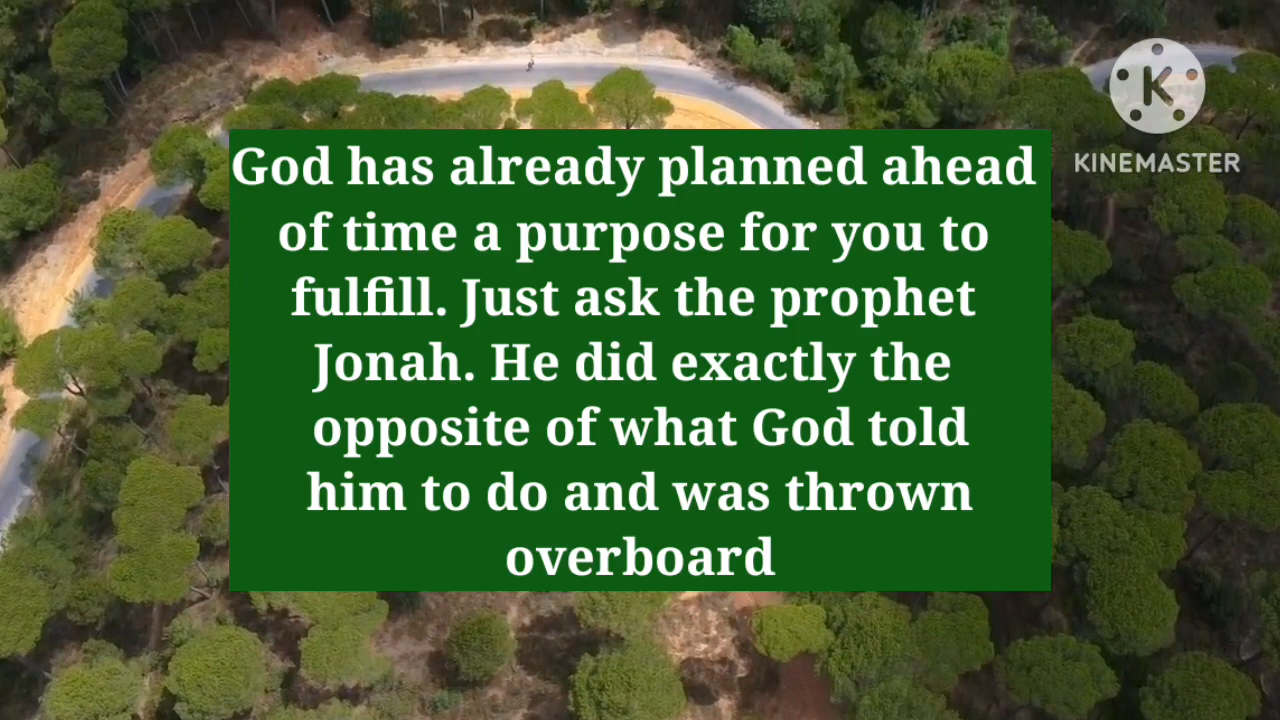 God has already planned ahead
of time a purpose for you to
fulfill. Just ask the prophet
Jonah. He did exactly the
opposite of what God told
him to do and was thrown
overboard
K
KINEMASTER